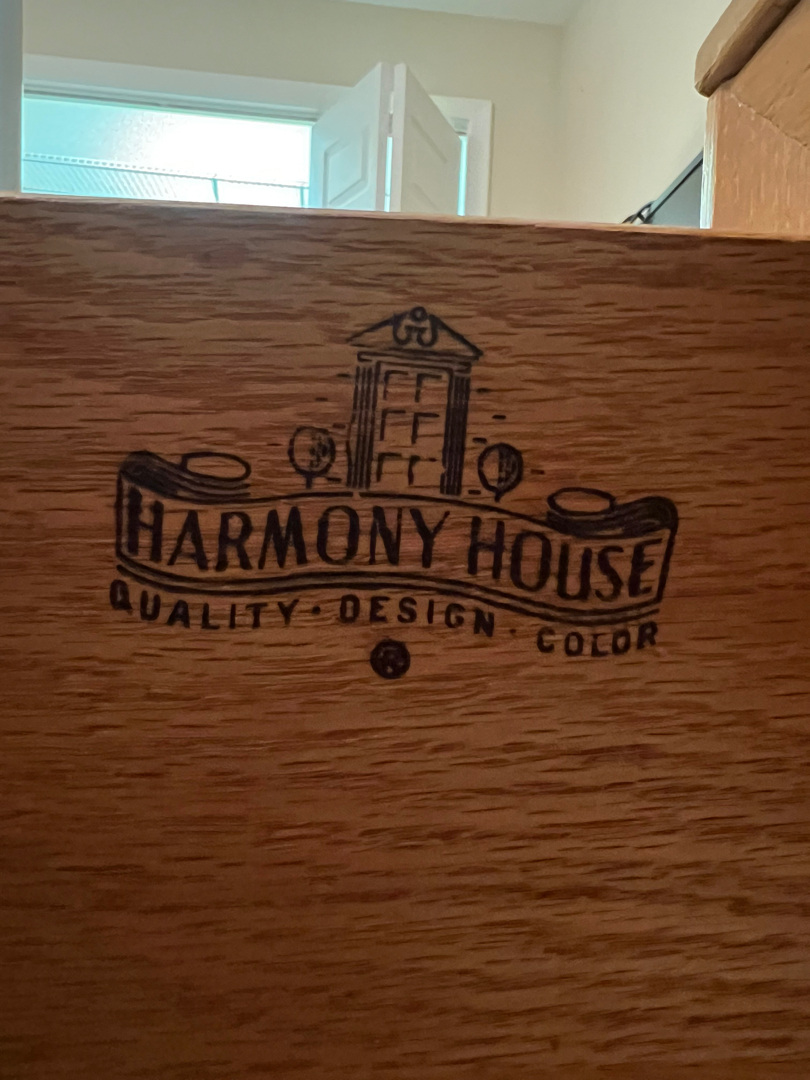 HARMONY HOUSE
QUALITY · DESIGN · COLOR
®